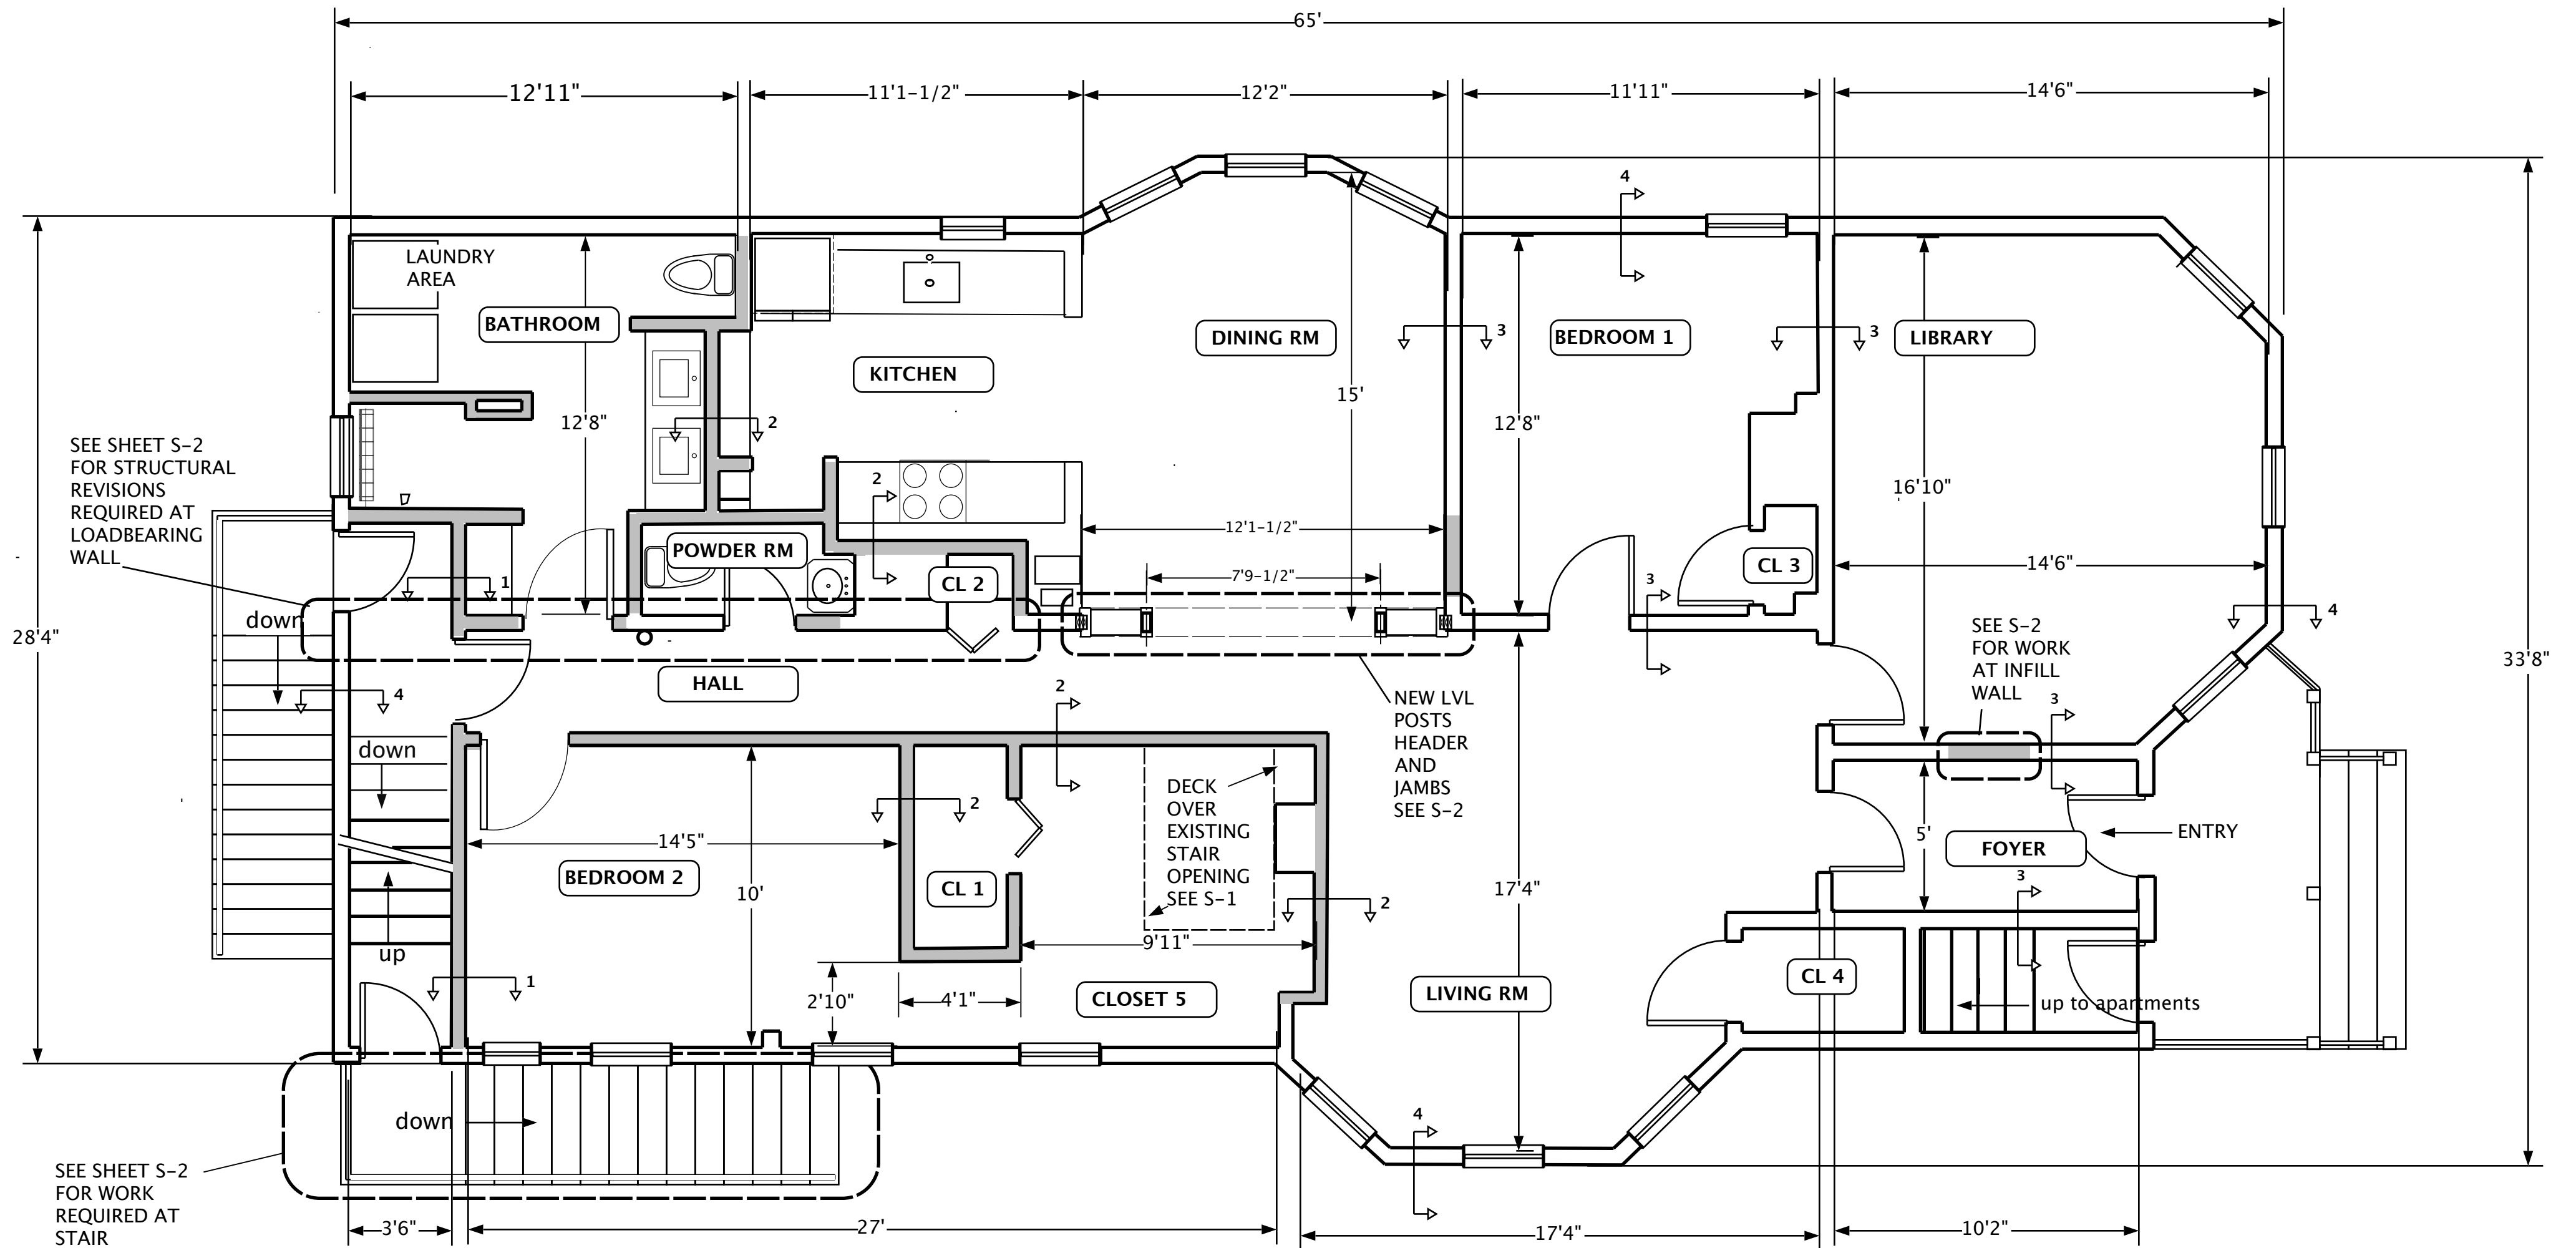 65'
12'11"
11'1-1/2"
12'2"
11'11"
14'6"
4
LAUNDRY
AREA
BATHROOM
KITCHEN
DINING RM
3
BEDROOM 1
3
LIBRARY
12'8"
2
15'
12'8"
16'10"
SEE SHEET S-2
FOR STRUCTURAL
REVISIONS
REQUIRED AT
LOADBEARING
WALL
2
12'1-1/2"
7'9-1/2"
POWDER RM
CL 2
CL 3
14'6"
1
3
4
down
28'4"
33'8"
SEE S-2
FOR WORK
AT INFILL
WALL
3
HALL
4
2
NEW LVL
POSTS
HEADER
AND
JAMBS
SEE S-2
down
DECK
OVER
EXISTING
STAIR
OPENING
SEE S-1
2
14'5"
BEDROOM 2
10'
CL 1
2
17'4"
5'
FOYER
ENTRY
3
9'11"
up
1
2'10"
4'1"
CLOSET 5
LIVING RM
CL 4
up to apartments
down
4
SEE SHEET S-2
FOR WORK
REQUIRED AT
STAIR
3'6"
27'
17'4"
10'2"